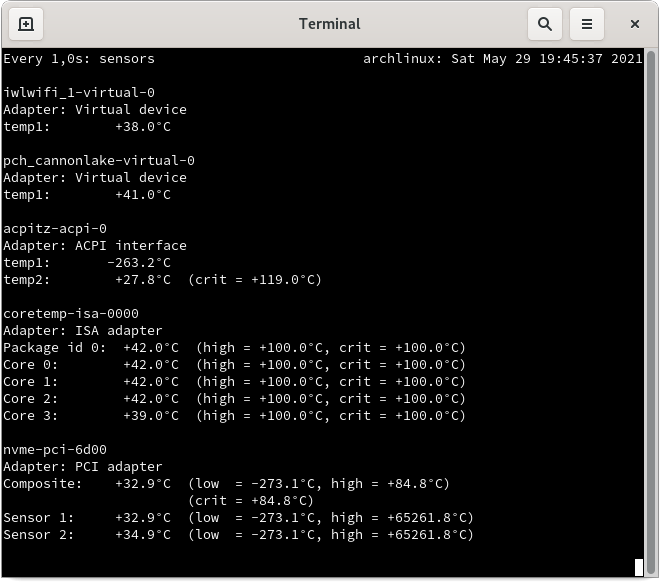 Terminal
Every 1,0s: sensors                          archlinux: Sat May 29 19:45:37 2021
iwlwifi_1-virtual-0
Adapter: Virtual device
temp1:        +38.0°C
pch_cannonlake-virtual-0
Adapter: Virtual device
temp1:        +41.0°C
acpitz-acpi-0
Adapter: ACPI interface
temp1:       -263.2°C
temp2:        +27.8°C  (crit = +119.0°C)
coretemp-isa-0000
Adapter: ISA adapter
Package id 0:  +42.0°C  (high = +100.0°C, crit = +100.0°C)
Core 0:        +42.0°C  (high = +100.0°C, crit = +100.0°C)
Core 1:        +42.0°C  (high = +100.0°C, crit = +100.0°C)
Core 2:        +42.0°C  (high = +100.0°C, crit = +100.0°C)
Core 3:        +39.0°C  (high = +100.0°C, crit = +100.0°C)
nvme-pci-6d00
Adapter: PCI adapter
Composite:    +32.9°C  (low  = -273.1°C, high = +84.8°C)
                       (crit = +84.8°C)
Sensor 1:     +32.9°C  (low  = -273.1°C, high = +65261.8°C)
Sensor 2:     +34.9°C  (low  = -273.1°C, high = +65261.8°C)